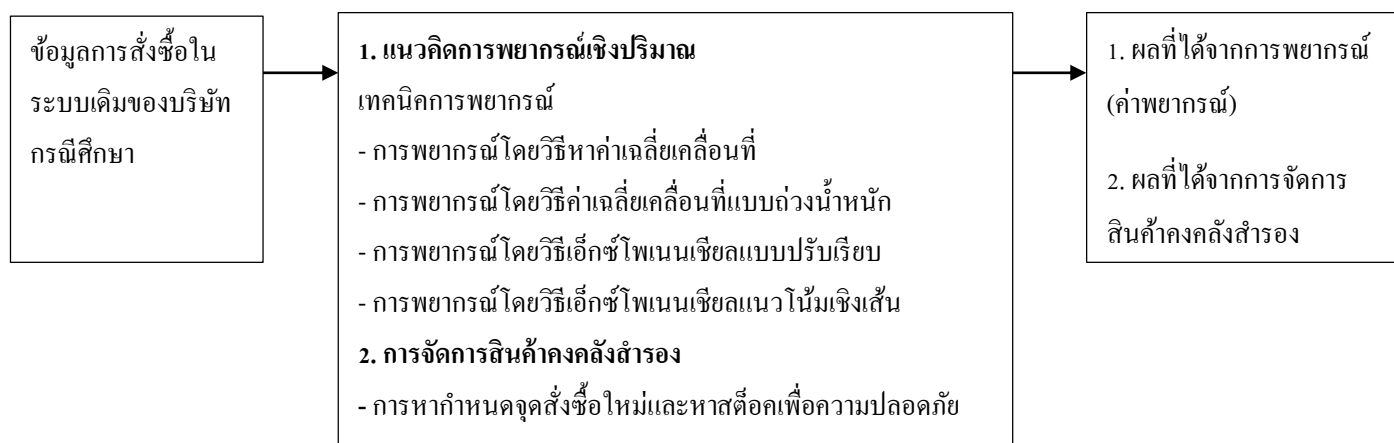 ข้อมูลการสั่งซื้อใน
ระบบเดิมของบริษัท
กรณีศึกษา
1. แนวคิดการพยากรณ์เชิงปริมาณ
เทคนิคการพยากรณ์
- การพยากรณ์โดยวิธีหาค่าเฉลี่ยเคลื่อนที่
- การพยากรณ์โดยวิธีค่าเฉลี่ยเคลื่อนที่แบบถ่วงน้ำหนัก
- การพยากรณ์โดยวิธีเอ็กซ์โพเนนเชียลแบบปรับเรียบ
- การพยากรณ์โดยวิธีเอ็กซ์โพเนนเชียลแนวโน้มเชิงเส้น
2. การจัดการสินค้าคงคลังสำรอง
- การหากำหนดจุดสั่งซื้อใหม่และหาสต็อคเพื่อความปลอดภัย
1. ผลที่ได้จากการพยากรณ์
(ค่าพยากรณ์)
2. ผลที่ได้จากการจัดการ
สินค้าคงคลังสำรอง